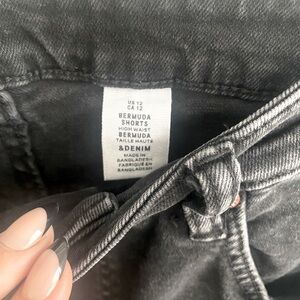 US 12
CA 12
BERMUDA
SHORTS
HIGH WAIST
BERMUDA
TAILLE HAUTE
&DENIM
MADE IN
BANGLADESH
FABRIQUÉ EN
BANGLADESH